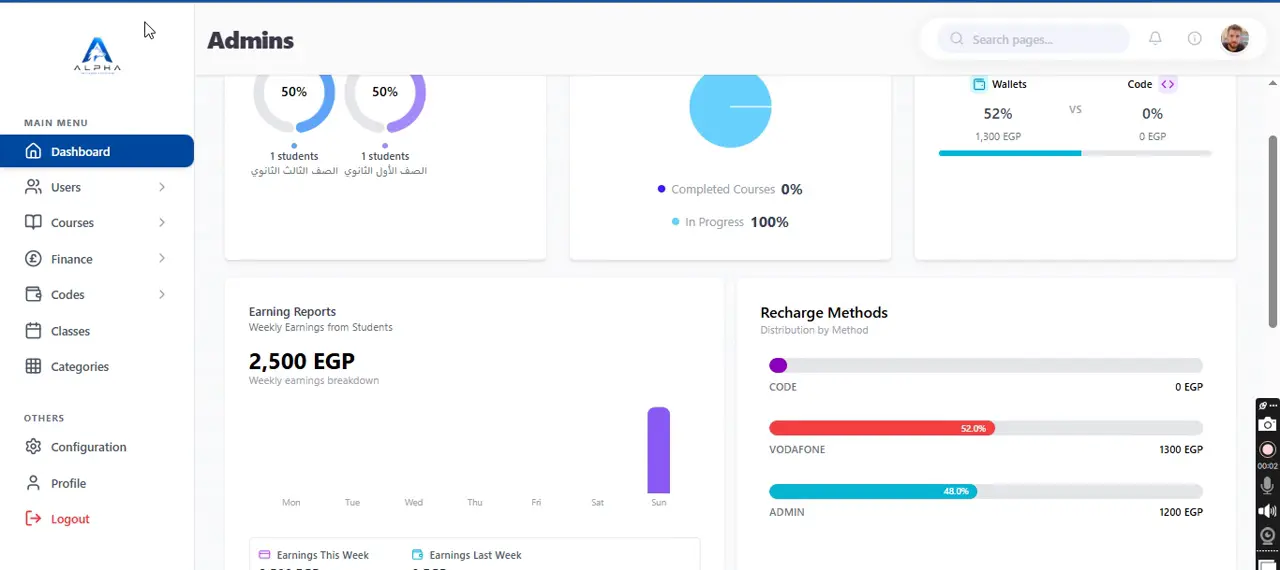 ALPHA
Admins
Search pages...
MAIN MENU
Dashboard
Users
Courses
Finance
Codes
Classes
Categories
OTHERS
Configuration
Profile
Logout
50%
50%
1 students
1 students
الصف الثالث الثانوي
الصف الأول الثانوي
Completed Courses 0%
In Progress 100%
Wallets
Code
52%
VS
0%
1,300 EGP
0 EGP
Earning Reports
Weekly Earnings from Students
2,500 EGP
Weekly earnings breakdown
Mon Tue Wed Thu Fri Sat Sun
Earnings This Week
Earnings Last Week
Recharge Methods
Distribution by Method
CODE
0 EGP
52.0%
VODAFONE
1300 EGP
48.0%
ADMIN
1200 EGP
00:02